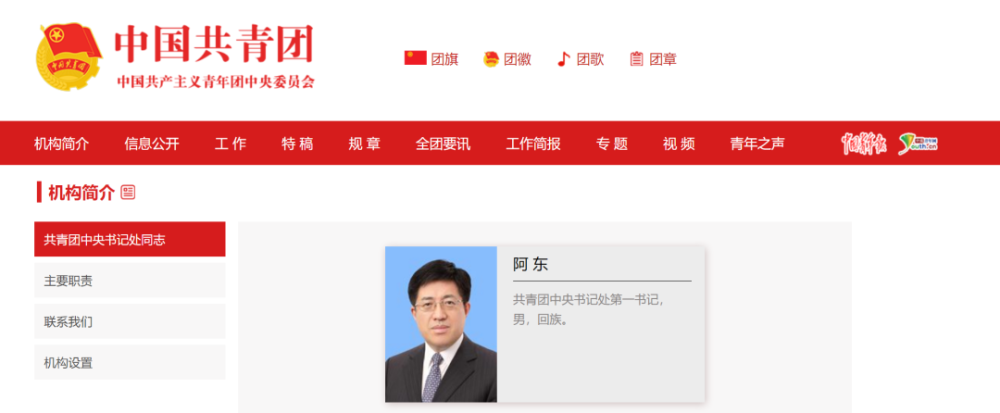 中国共青团
中国共产主义青年团中央委员会
团旗 团徽 团歌 团章
机构简介 信息公开 工作 特稿 规章 全团要讯 工作简报 专题 视频 青年之声
机构简介
共青团中央书记处同志
主要职责
联系我们
机构设置
阿东
共青团中央书记处第一书记，
男，回族。